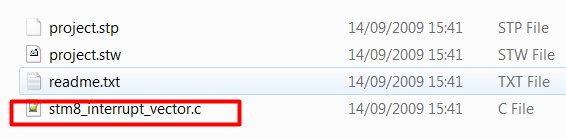 project.stp 14/09/2009 15:41 STP File
project.stw 14/09/2009 15:41 STW File
readme.txt 14/09/2009 15:41 TXT File
stm8_interrupt_vector.c 14/09/2009 15:41 C File